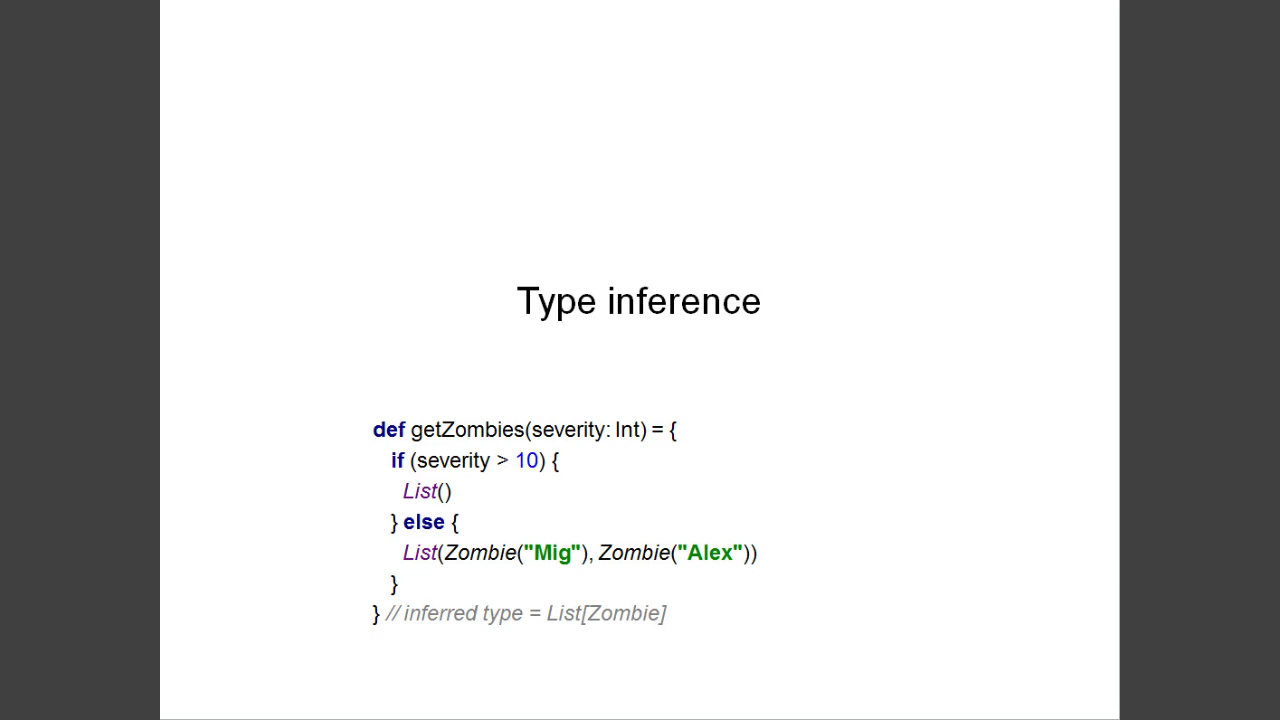 Type inference
def getZombies(severity: Int) = {
if (severity > 10) {
List()
} else {
List(Zombie("Mig"), Zombie("Alex"))
}
} // inferred type = List[Zombie]